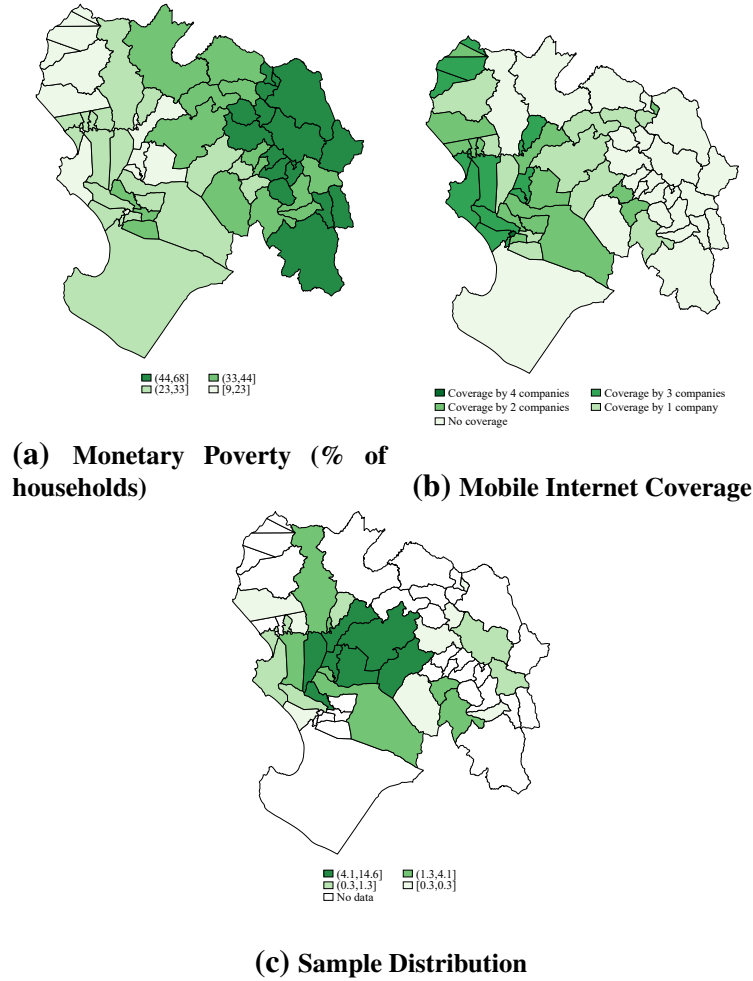 (44,68] (33,44]
(23,33] [9,23]
Coverage by 4 companies Coverage by 3 companies
Coverage by 2 companies Coverage by 1 company
No coverage
(a) Monetary Poverty (% of
households)
(b) Mobile Internet Coverage
(4.1,14.6] (1.3,4.1]
(0.3,1.3] [0.3,0.3]
No data
(c) Sample Distribution